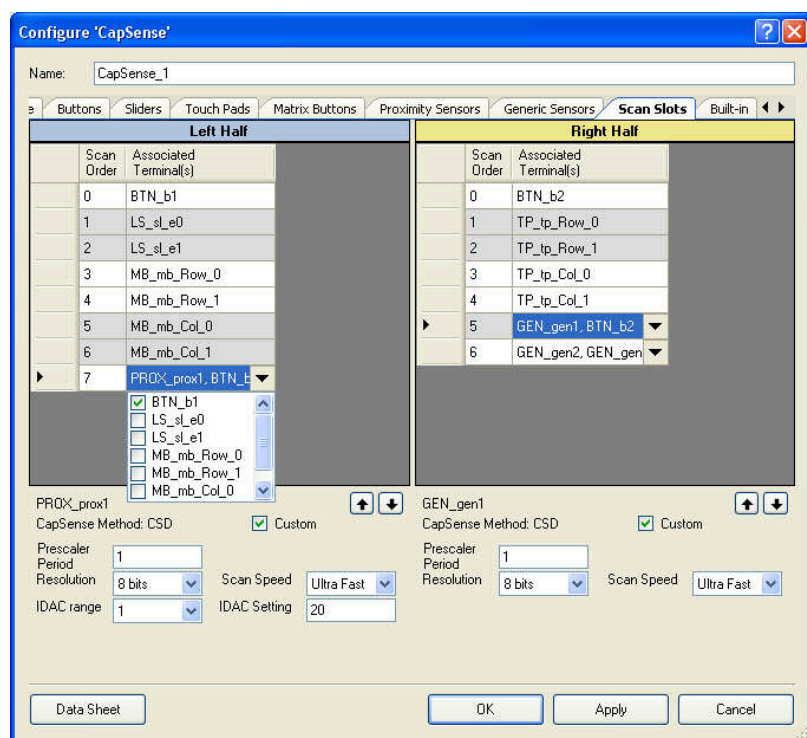 Configure 'CapSense'
Name: CapSense_1
e Buttons Sliders Touch Pads Matrix Buttons Proximity Sensors Generic Sensors Scan Slots Built-in
Left Half
Scan Order Associated Terminal(s)
0 BTN_b1
1 LS_sl_e0
2 LS_sl_e1
3 MB_mb_Row_0
4 MB_mb_Row_1
5 MB_mb_Col_0
6 MB_mb_Col_1
7 PROX_prox1, BTN_b
BTN_b1
LS_sl_e0
LS_sl_e1
MB_mb_Row_0
MB_mb_Row_1
MB_mb_Col_0
PROX_prox1
CapSense Method: CSD Custom
Prescaler Period 1
Resolution 8 bits Scan Speed Ultra Fast
IDAC range 1 IDAC Setting 20
Right Half
Scan Order Associated Terminal(s)
0 BTN_b2
1 TP_tp_Row_0
2 TP_tp_Row_1
3 TP_tp_Col_0
4 TP_tp_Col_1
5 GEN_gen1, BTN_b2
6 GEN_gen2, GEN_gen
GEN_gen1
CapSense Method: CSD Custom
Prescaler Period 1
Resolution 8 bits Scan Speed Ultra Fast
Data Sheet OK Apply Cancel